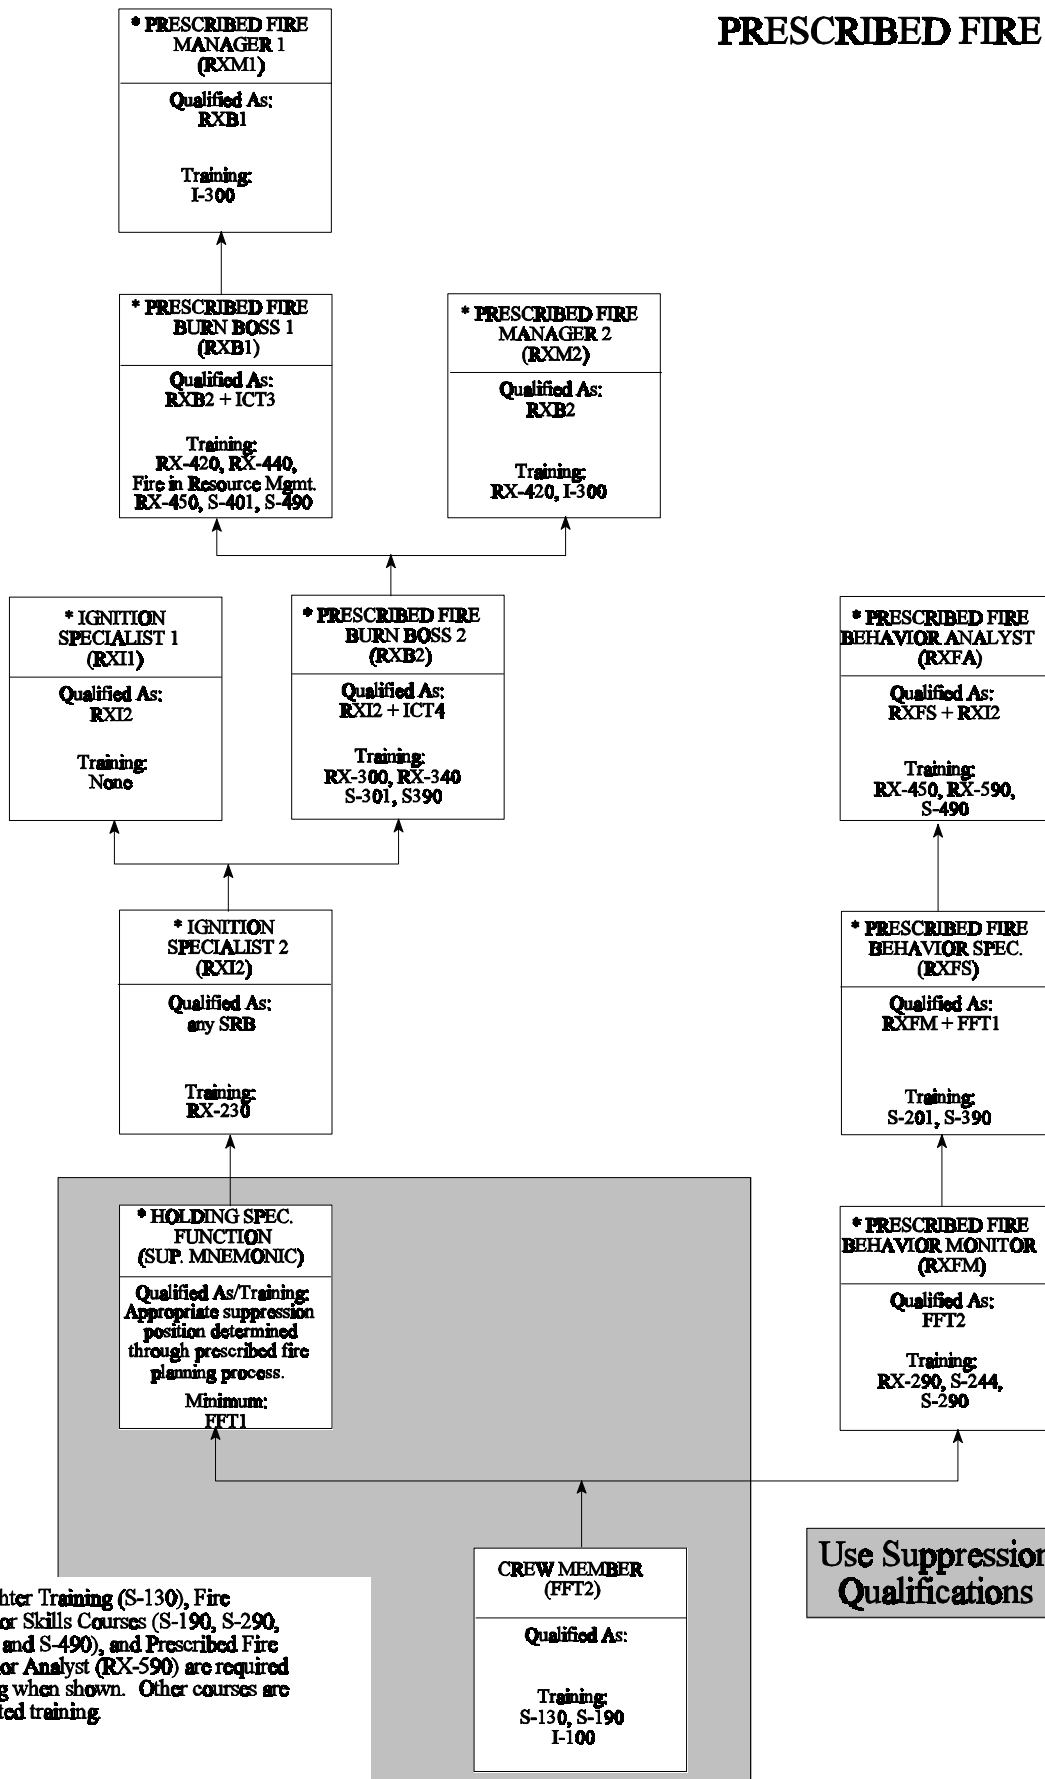 PRESCRIBED FIRE
* PRESCRIBED FIRE
MANAGER 1
(RXM1)
Qualified As:
RXB1
Training:
I-300
* PRESCRIBED FIRE
BURN BOSS 1
(RXB1)
Qualified As:
RXB2 + ICT3
Training:
RX-420, RX-440,
Fire in Resource Mgmt.
RX-450, S-401, S-490
* PRESCRIBED FIRE
MANAGER 2
(RXM2)
Qualified As:
RXB2
Training:
RX-420, I-300
* IGNITION
SPECIALIST 1
(RXI1)
Qualified As:
RXI2
Training:
None
* PRESCRIBED FIRE
BURN BOSS 2
(RXB2)
Qualified As:
RXI2 + ICT4
Training:
RX-300, RX-340
S-301, S390
* PRESCRIBED FIRE
BEHAVIOR ANALYST
(RXFA)
Qualified As:
RXFS + RXI2
Training:
RX-450, RX-590,
S-490
* IGNITION
SPECIALIST 2
(RXI2)
Qualified As:
any SRB
Training:
RX-230
* PRESCRIBED FIRE
BEHAVIOR SPEC.
(RXFS)
Qualified As:
RXFM + FFT1
Training:
S-201, S-390
* HOLDING SPEC.
FUNCTION
(SUP. MNEMONIC)
Qualified As/Training:
Appropriate suppression
position determined
through prescribed fire
planning process.
Minimum:
FFT1
* PRESCRIBED FIRE
BEHAVIOR MONITOR
(RXFM)
Qualified As:
FFT2
Training:
RX-290, S-244,
S-290
CREW MEMBER
(FFT2)
Qualified As:
Training:
S-130, S-190
I-100
Use Suppression
Qualifications
hter Training (S-130), Fire
or Skills Courses (S-190, S-290,
and S-490), and Prescribed Fire
or Analyst (RX-590) are required
g when shown. Other courses are
ted training.